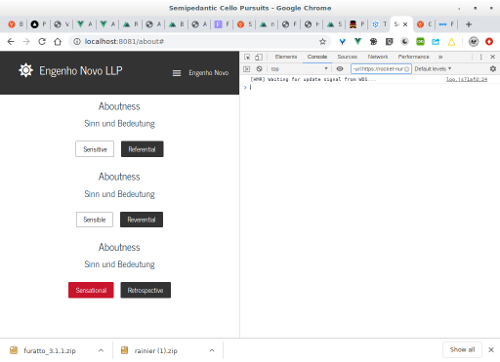 Semipedantic Cello Pursuits - Google Chrome
localhost:8081/about#
Engenho Novo LLP
Engenho Novo
Aboutness
Sinn und Bedeutung
Sensitive
Referential
Aboutness
Sinn und Bedeutung
Sensible
Reverential
Aboutness
Sinn und Bedeutung
Sensational
Retrospective
Elements
Console
Sources
Network
Performance
»
top
Default levels
[HMR] Waiting for update signal from WDS...
log.js?1afd:24
furatto_3.1.1.zip
rainier (1).zip
Show all